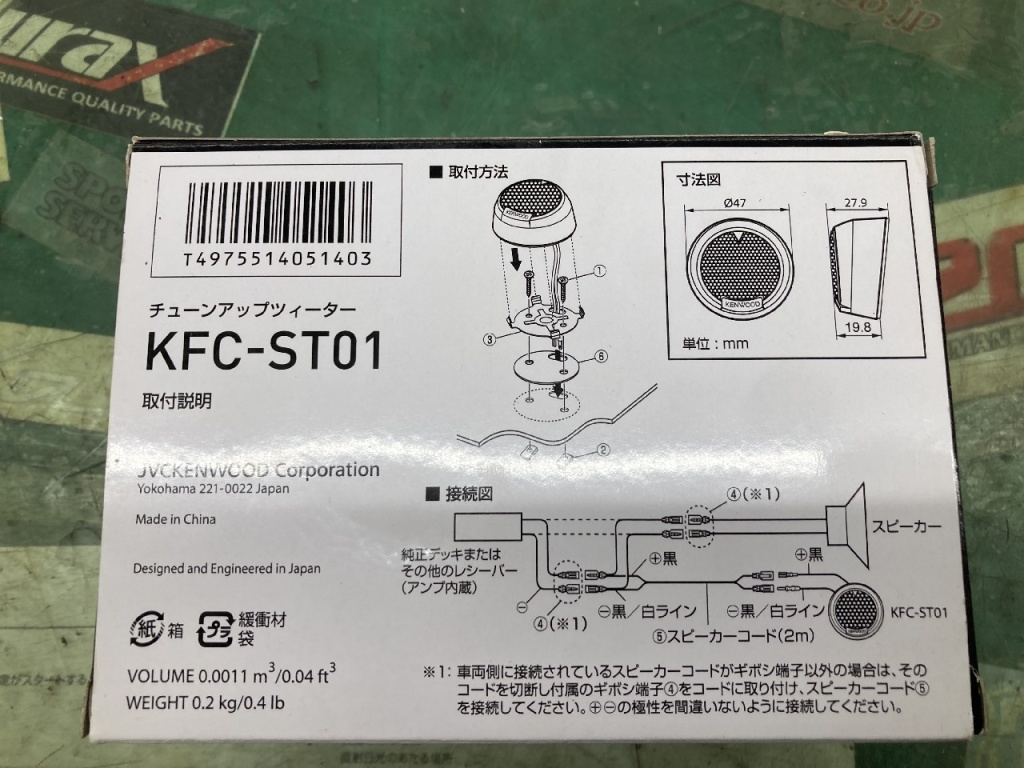 urax
RMANCE QUALITY PARTS
co.jp
T4975514051403
チューンアップツィーター
KFC-ST01
取付説明
JVCKENWOOD Corporation
Yokohama 221-0022 Japan
Made in China
Designed and Engineered in Japan
紙 箱
プラ 緩衝材
袋
VOLUME 0.0011 m³/0.04 ft³
WEIGHT 0.2 kg/0.4 lb
■ 取付方法
KENWOOD
①
③
⑥
②
寸法図
Ø47
27.9
KENWOOD
19.8
単位：mm
■ 接続図
④(※1)
スピーカー
純正デッキまたは
その他のレシーバー
(アンプ内蔵)
⊕黒
⊕黒
⊖
⊖黒／白ライン
⊖黒／白ライン
KFC-ST01
④(※1)
⑤スピーカーコード(2m)
※1：車両側に接続されているスピーカーコードがギボシ端子以外の場合は、その
コードを切断し付属のギボシ端子④をコードに取り付け、スピーカーコード⑤
を接続してください。⊕⊖の極性を間違いないように接続してください。